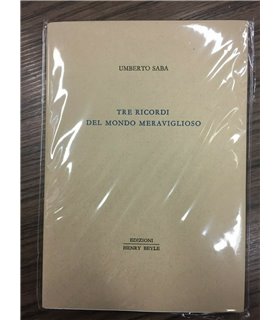 UMBERTO SABA
TRE RICORDI
DEL MONDO MERAVIGLIOSO
EDIZIONI
HENRY BEYLE